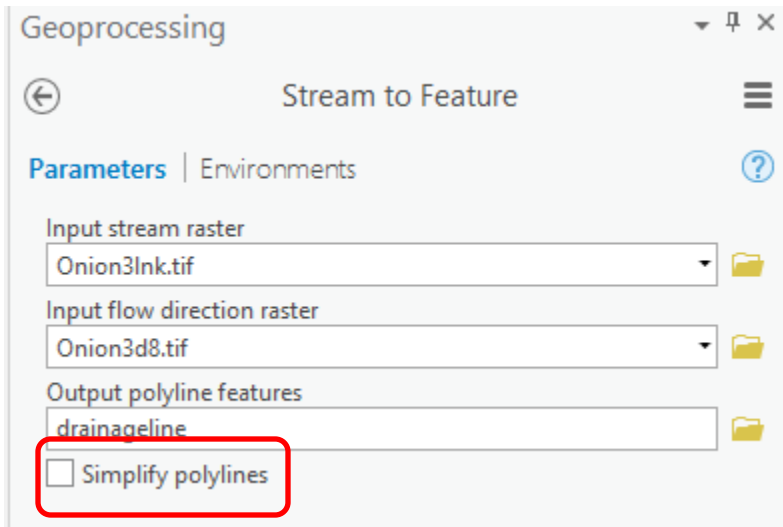 Geoprocessing
Stream to Feature
Parameters | Environments
?
Input stream raster
Onion3lnk.tif
Input flow direction raster
Onion3d8.tif
Output polyline features
drainageline
Simplify polylines